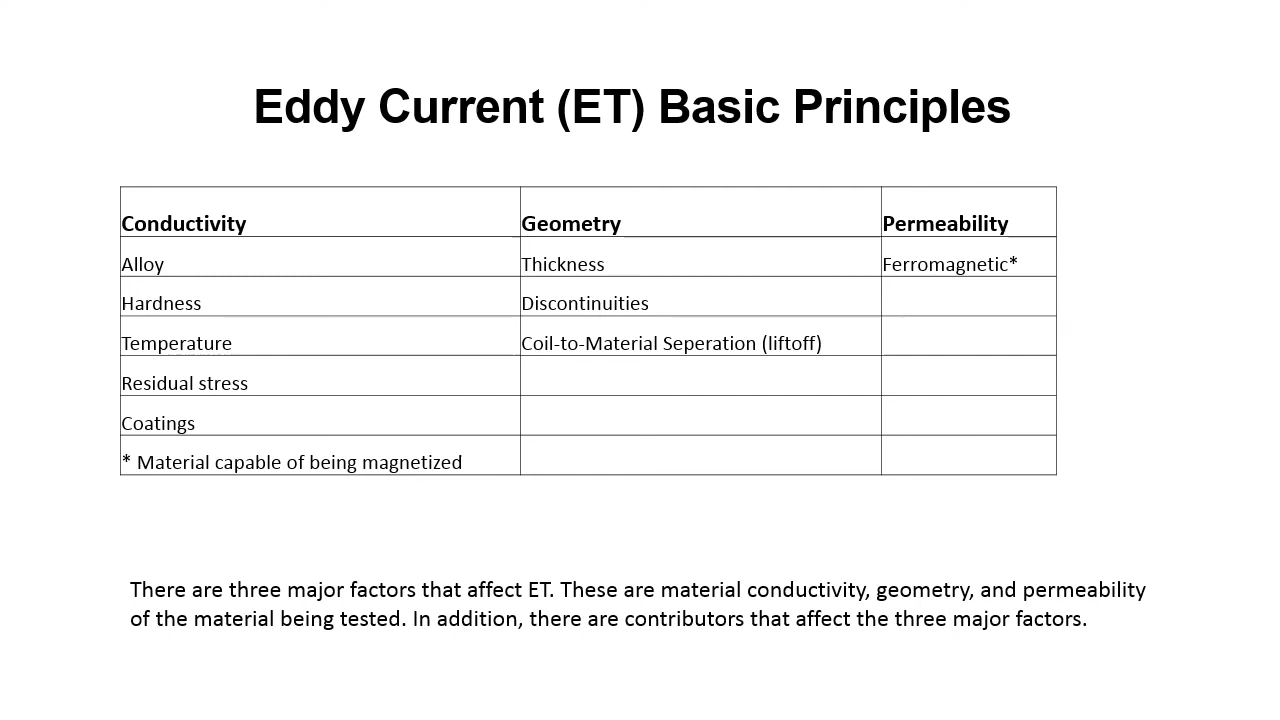 Eddy Current (ET) Basic Principles
Conductivity Geometry Permeability
Alloy Thickness Ferromagnetic*
Hardness Discontinuities
Temperature Coil-to-Material Seperation (liftoff)
Residual stress
Coatings
* Material capable of being magnetized
There are three major factors that affect ET. These are material conductivity, geometry, and permeability
of the material being tested. In addition, there are contributors that affect the three major factors.